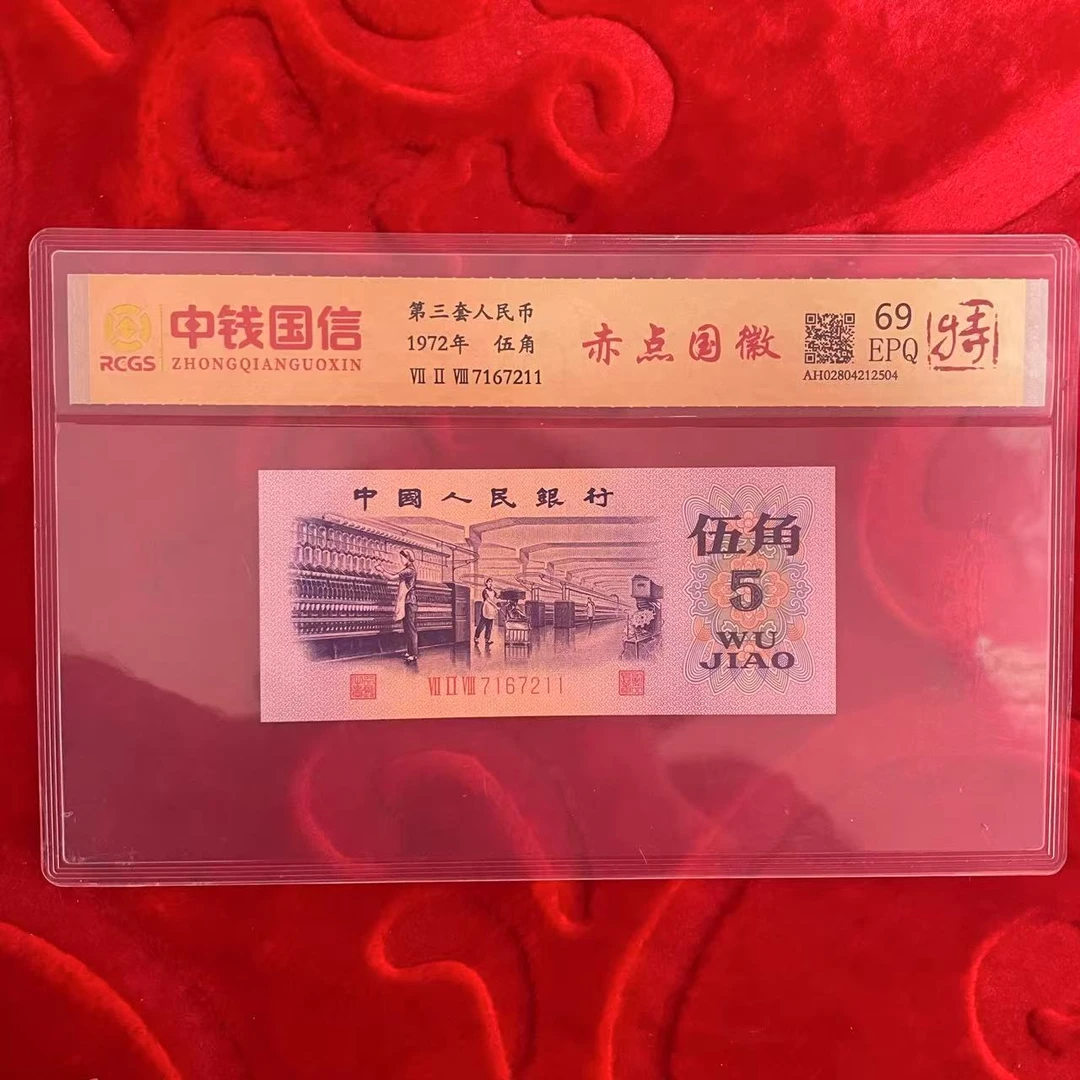 RCGS
中钱国信
ZHONGQIANGUOXIN
第三套人民币
1972年 伍角
Ⅶ Ⅱ Ⅷ 7167211
赤点国徽
AH02804212504
69
EPQ
特
中國人民銀行
伍角
5
WU
JIAO
Ⅶ Ⅱ Ⅷ 7167211